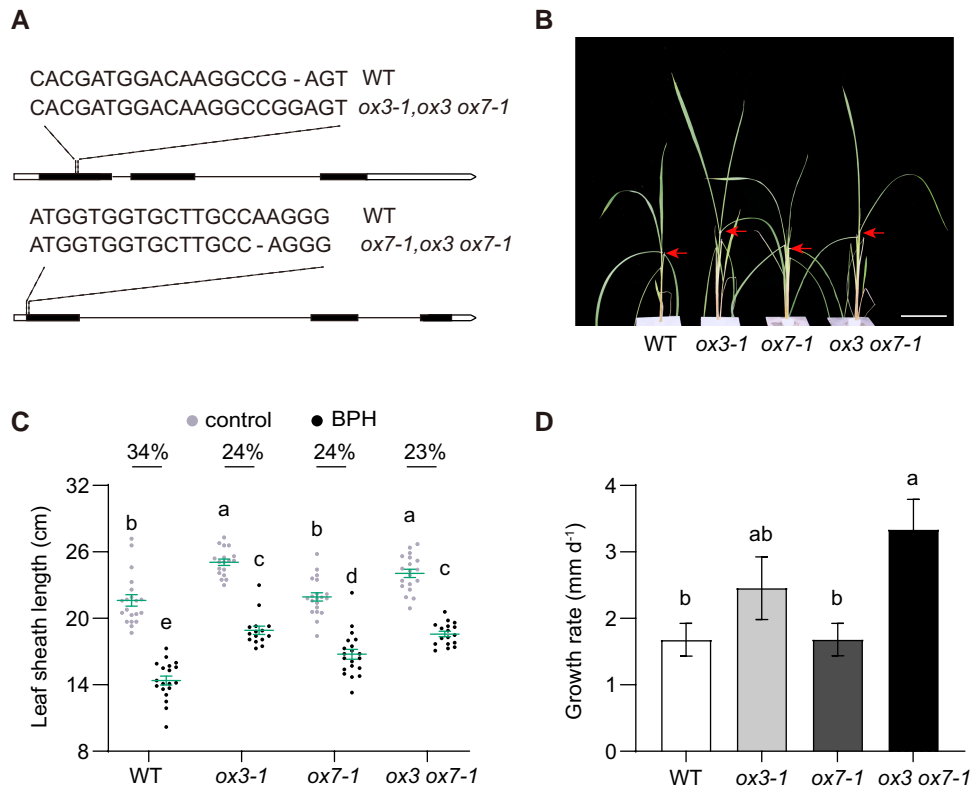 A
CACGATGGACAAGGCCG - AGT WT
CACGATGGACAAGGCCGGAGT ox3-1,ox3 ox7-1
ATGGTGGTGCTTGCCAAGGG WT
ATGGTGGTGCTTGCC - AGGG ox7-1,ox3 ox7-1
B
WT ox3-1 ox7-1 ox3 ox7-1
C
control BPH
34% 24% 24% 23%
Leaf sheath length (cm)
32
26
20
14
8
b e a c b d a c
WT ox3-1 ox7-1 ox3 ox7-1
D
Growth rate (mm d-1)
4
3
2
1
0
b ab b a
WT ox3-1 ox7-1 ox3 ox7-1